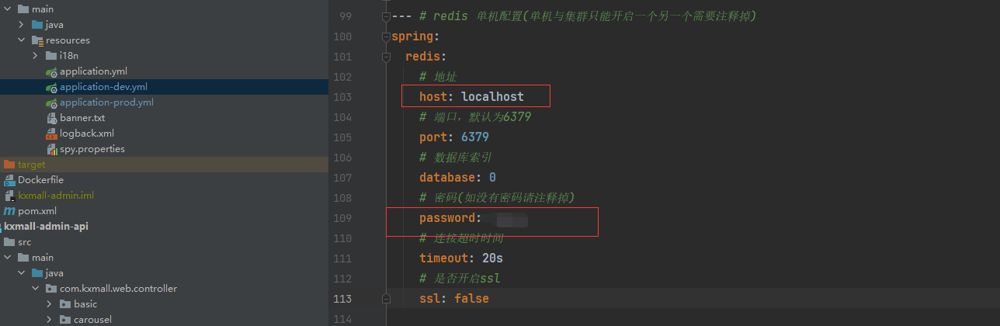 main
java
resources
i18n
application.yml
application-dev.yml
application-prod.yml
banner.txt
logback.xml
spy.properties
target
Dockerfile
kxmall-admin.iml
pom.xml
kxmall-admin-api
src
main
java
com.kxmall.web.controller
basic
carousel
99 --- # redis 单机配置(单机与集群只能开启一个另一个需要注释掉)
100 spring:
101 redis:
102 # 地址
103 host: localhost
104 # 端口，默认为6379
105 port: 6379
106 # 数据库索引
107 database: 0
108 # 密码(如没有密码请注释掉)
109 password:
110 # 连接超时时间
111 timeout: 20s
112 # 是否开启ssl
113 ssl: false
114